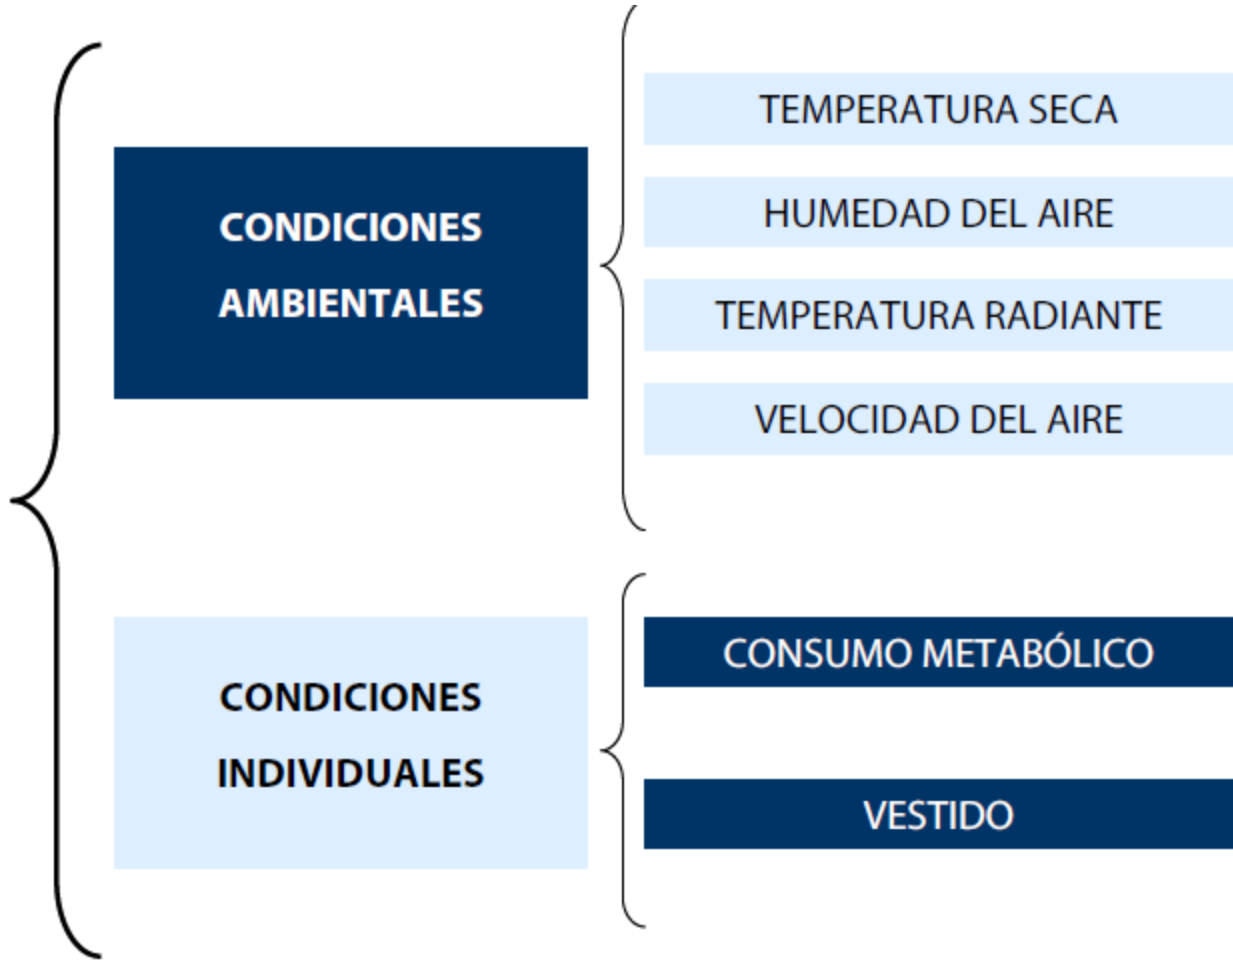 CONDICIONES
AMBIENTALES
TEMPERATURA SECA
HUMEDAD DEL AIRE
TEMPERATURA RADIANTE
VELOCIDAD DEL AIRE
CONDICIONES
INDIVIDUALES
CONSUMO METABÓLICO
VESTIDO